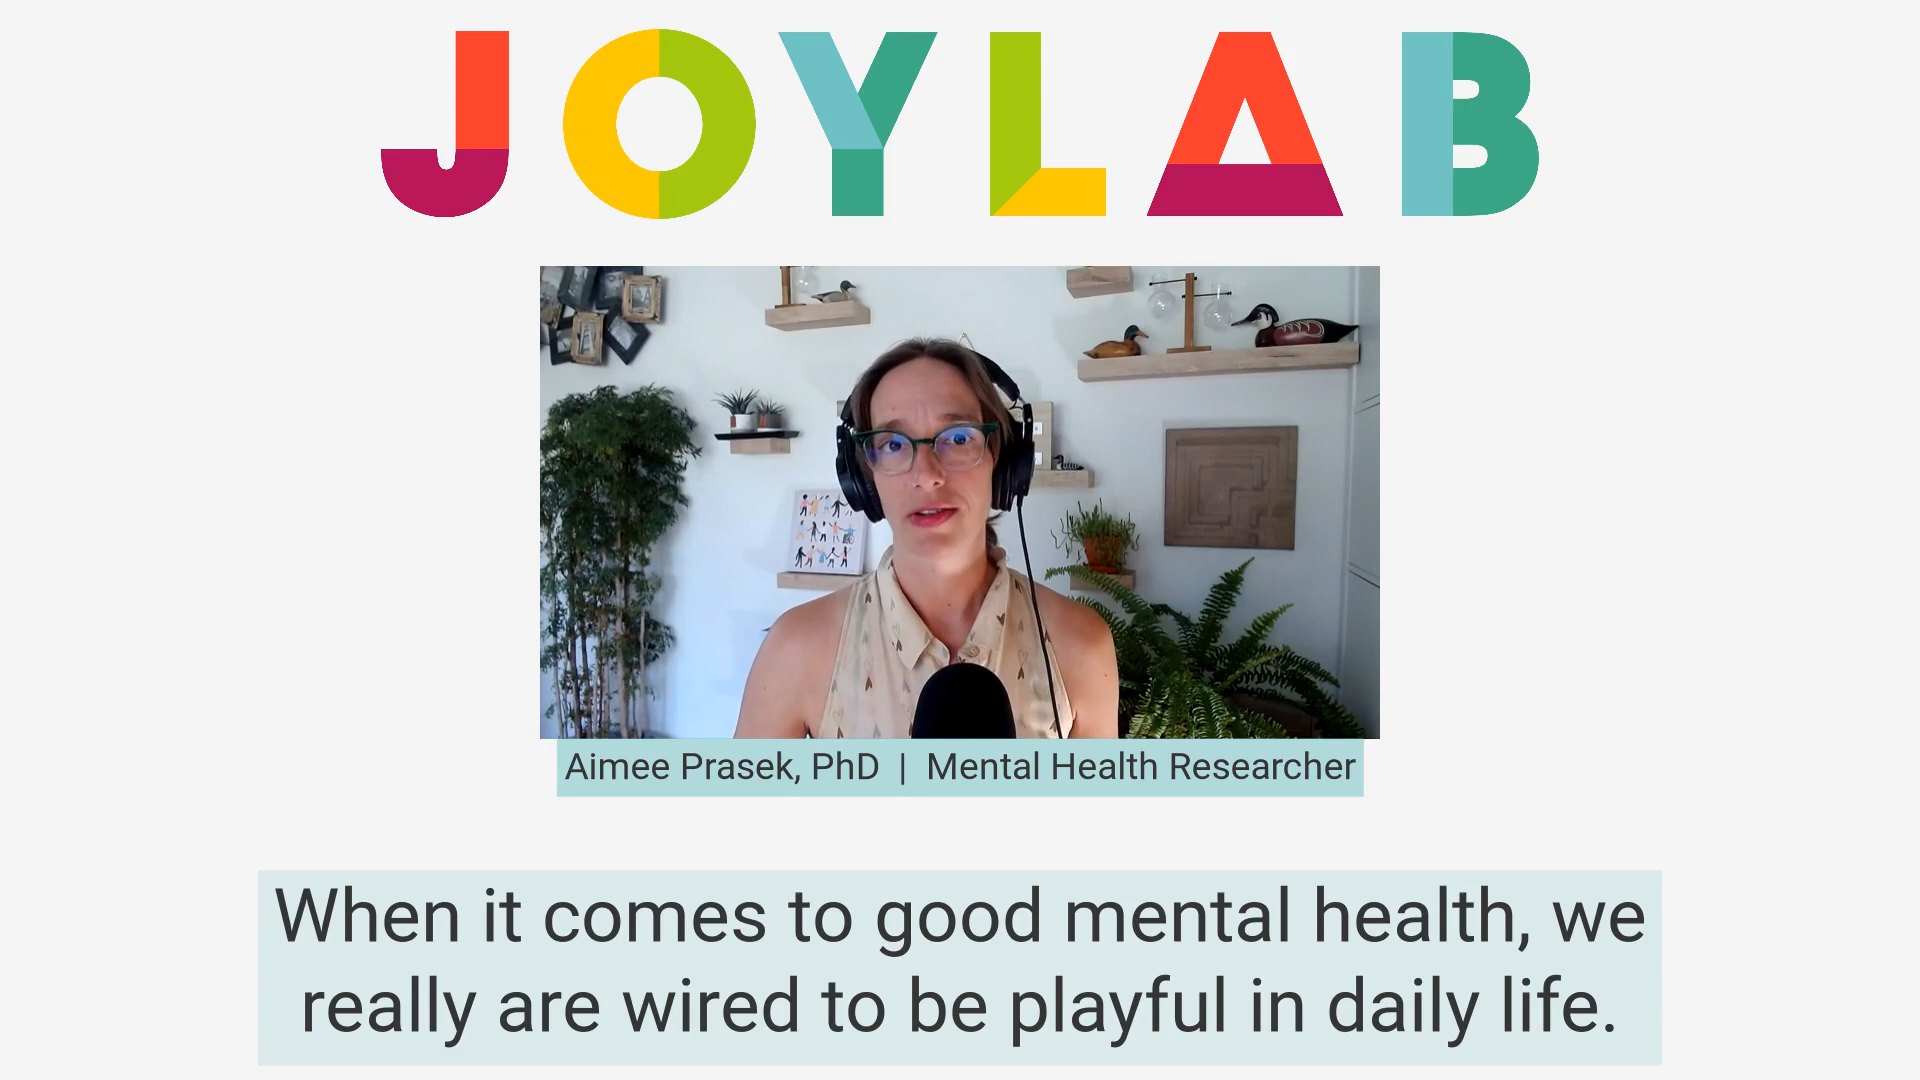 JOYLAB
Aimee Prasek, PhD | Mental Health Researcher
When it comes to good mental health, we
really are wired to be playful in daily life.